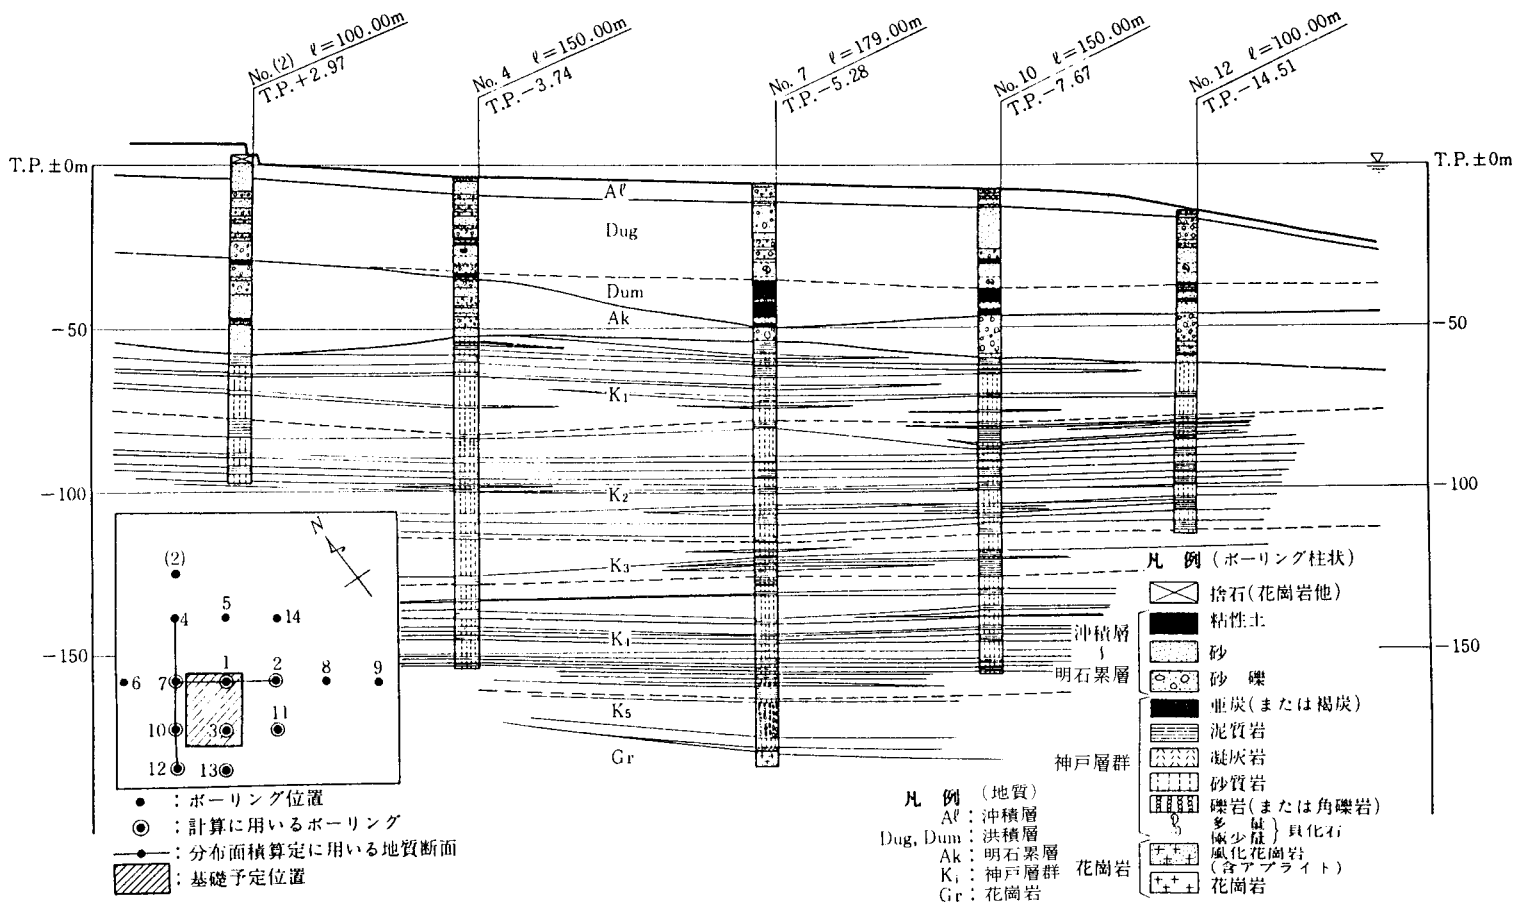 No.(2) ℓ=100.00m
T.P.+2.97
No. 4 ℓ=150.00m
T.P.-3.74
No. 7 ℓ=179.00m
T.P.-5.28
No.10 ℓ=150.00m
T.P.-7.67
No.12 ℓ=100.00m
T.P.-14.51
T.P.±0m
T.P.±0m
Aℓ
Dug
Dum
Ak
-50
-50
K₁
-100
K₂
-100
K₃
-150
-150
K₅
Gr
N
(2)
4
5
14
6
7
1
2
8
9
10
3
11
12
13
●：ボーリング位置
◉：計算に用いるボーリング
：分布面積算定に用いる地質断面
：基礎予定位置
凡例(ボーリング柱状)
捨石(花崗岩他)
沖積層～明石累層
粘性土
砂
砂礫
神戸層群
亜炭(または褐炭)
泥質岩
凝灰岩
砂質岩
礫岩(または角礫岩)
多量
極少量
}貝化石
花崗岩
風化花崗岩
(含アプライト)
花崗岩
凡例(地質)
Aℓ：沖積層
Dug, Dum：洪積層
Ak：明石累層
Kᵢ：神戸層群
Gr：花崗岩